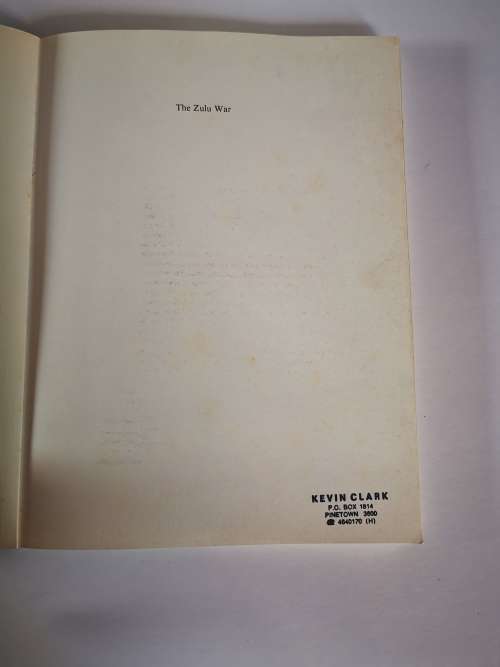 The Zulu War
KEVIN CLARK
P.O. BOX 1814
PINETOWN 3600
☎ 4640170 (H)